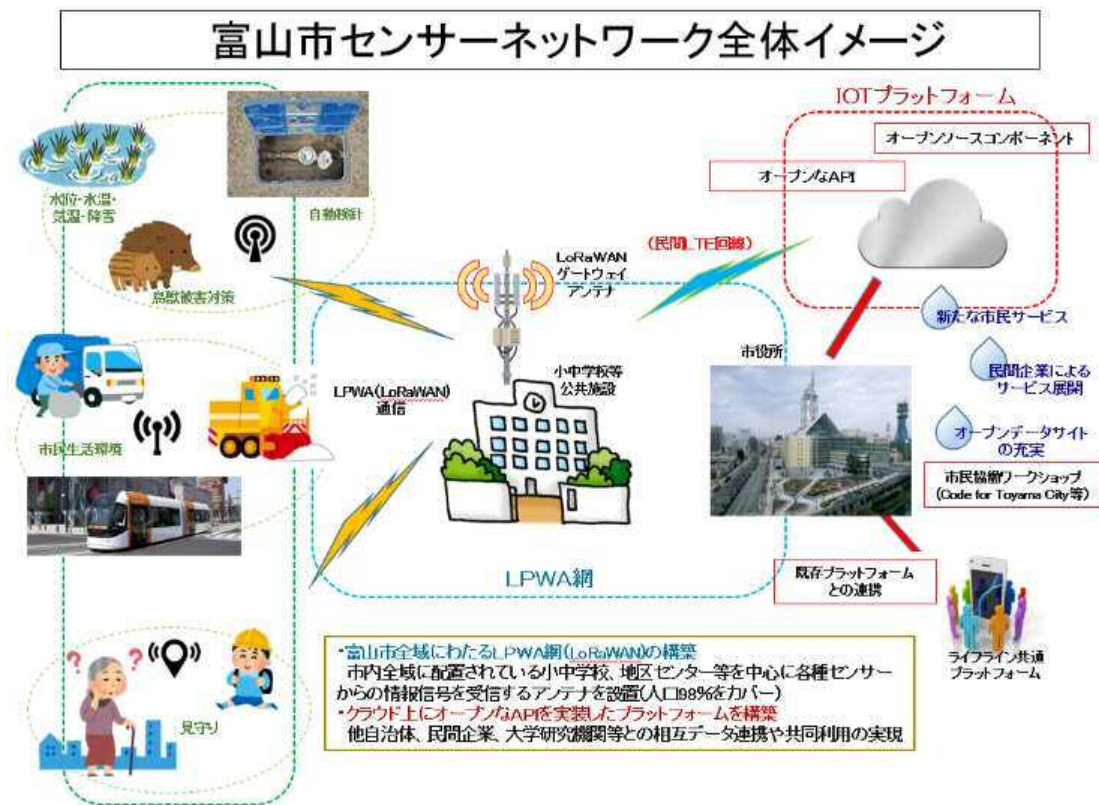 富山市センサーネットワーク全体イメージ
IOTプラットフォーム
オープンソースコンポーネント
オープンなAPI
水位・水温・
気温・降雪
自動検針
鳥獣被害対策
(民間LTE回線)
LoRaWAN
ゲートウェイ
アンテナ
新たな市民サービス
市役所
小中学校等
公共施設
民間企業による
サービス展開
LPWA(LoRaWAN)
通信
オープンデータサイト
の充実
市民生活環境
市民協働ワークショップ
(Code for Toyama City等)
LPWA網
既存プラットフォーム
との連携
ライフライン共通
プラットフォーム
見守り
・富山市全域にわたるLPWA網(LoRaWAN)の構築
市内全域に配置されている小中学校、地区センター等を中心に各種センサー
からの情報信号を受信するアンテナを設置(人口98%をカバー)
・クラウド上にオープンなAPIを実装したプラットフォームを構築
他自治体、民間企業、大学研究機関等との相互データ連携や共同利用の実現